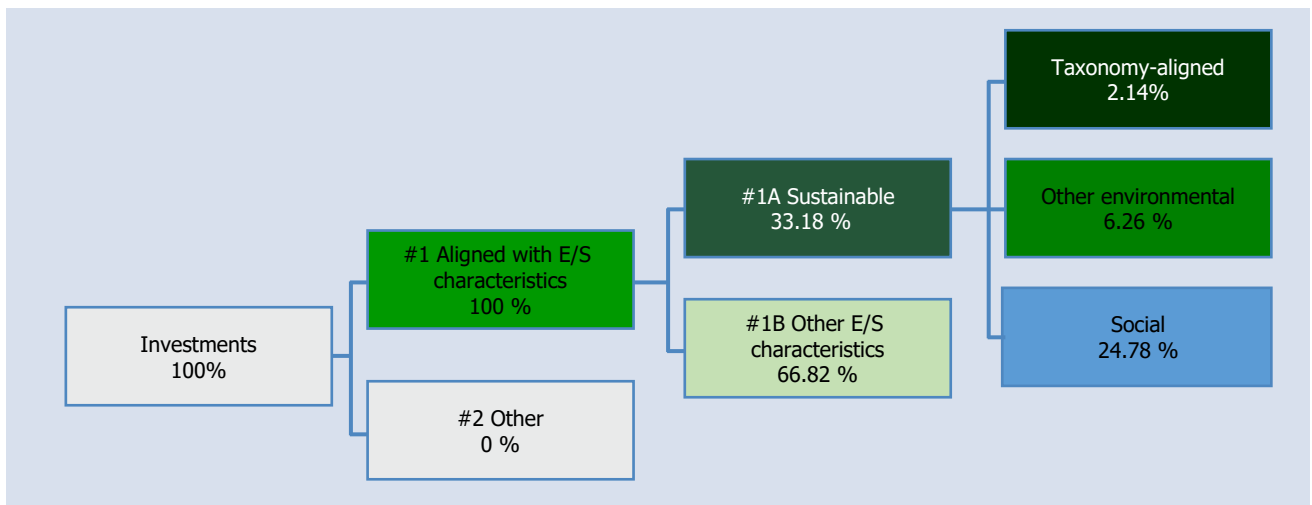 Investments
100%
#1 Aligned with E/S
characteristics
100 %
#2 Other
0 %
#1A Sustainable
33.18 %
#1B Other E/S
characteristics
66.82 %
Taxonomy-aligned
2.14%
Other environmental
6.26 %
Social
24.78 %